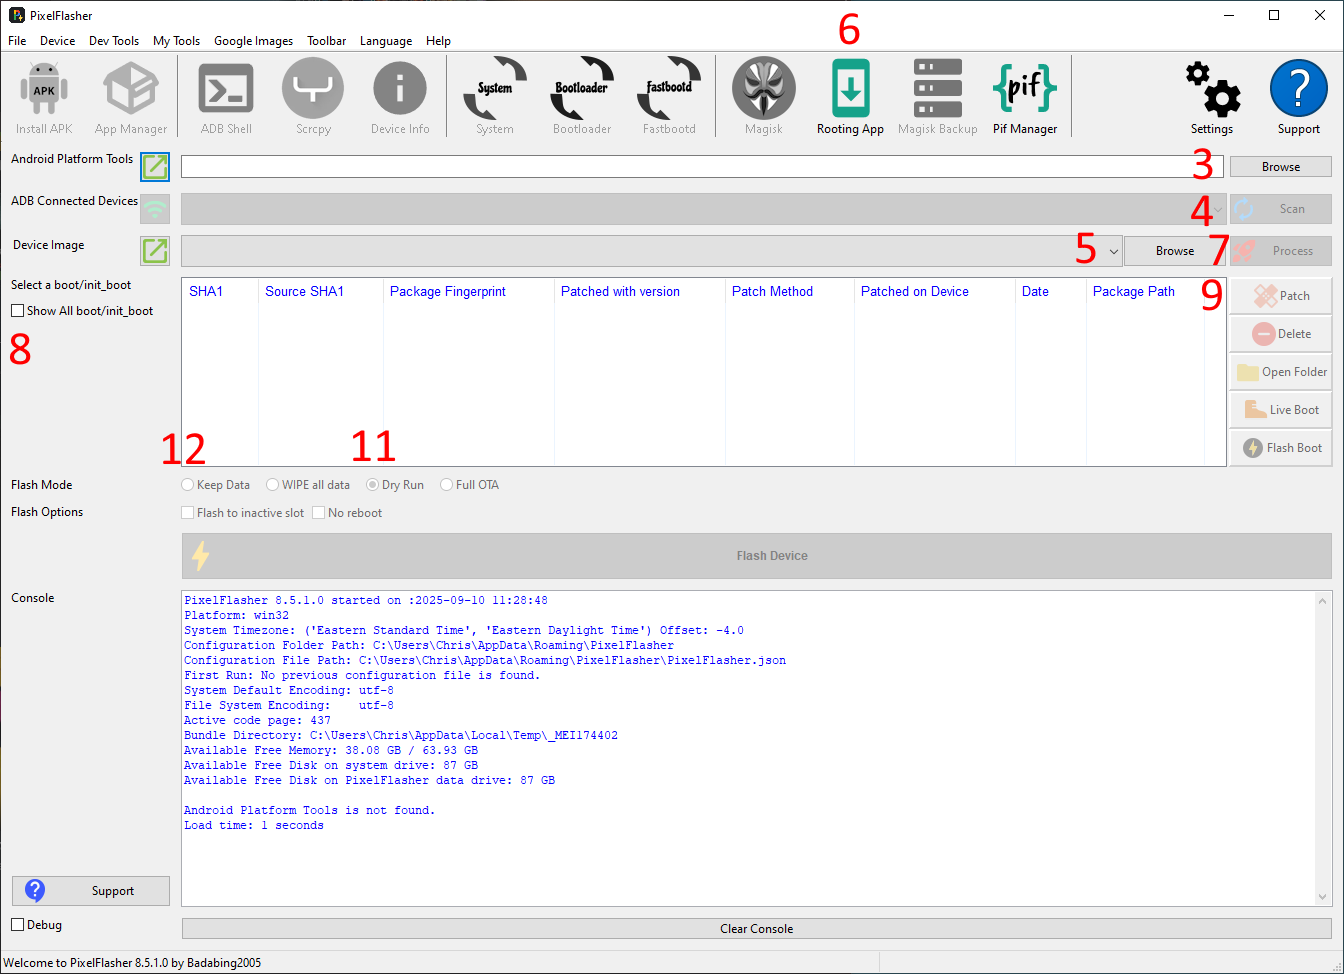 PixelFlasher
File Device Dev Tools My Tools Google Images Toolbar Language Help
6
APK
System Bootloader fastbootd
{pif}
?
Install APK App Manager ADB Shell Scrcpy Device Info System Bootloader Fastbootd Magisk Rooting App Magisk Backup Pif Manager Settings Support
Android Platform Tools 3 Browse
ADB Connected Devices 4 Scan
Device Image 5 Browse 7 Process
Select a boot/init_boot
SHA1 Source SHA1 Package Fingerprint Patched with version Patch Method Patched on Device Date Package Path 9 Patch
Show All boot/init_boot
Delete
8
Open Folder
Live Boot
12 11 Flash Boot
Flash Mode Keep Data WIPE all data Dry Run Full OTA
Flash Options Flash to inactive slot No reboot
Flash Device
Console
PixelFlasher 8.5.1.0 started on :2025-09-10 11:28:48
Platform: win32
System Timezone: ('Eastern Standard Time', 'Eastern Daylight Time') Offset: -4.0
Configuration Folder Path: C:\Users\Chris\AppData\Roaming\PixelFlasher
Configuration File Path: C:\Users\Chris\AppData\Roaming\PixelFlasher\PixelFlasher.json
First Run: No previous configuration file is found.
System Default Encoding: utf-8
File System Encoding:    utf-8
Active code page: 437
Bundle Directory: C:\Users\Chris\AppData\Local\Temp\_MEI174402
Available Free Memory: 38.08 GB / 63.93 GB
Available Free Disk on system drive: 87 GB
Available Free Disk on PixelFlasher data drive: 87 GB
Android Platform Tools is not found.
Load time: 1 seconds
? Support
Debug
Clear Console
Welcome to PixelFlasher 8.5.1.0 by Badabing2005